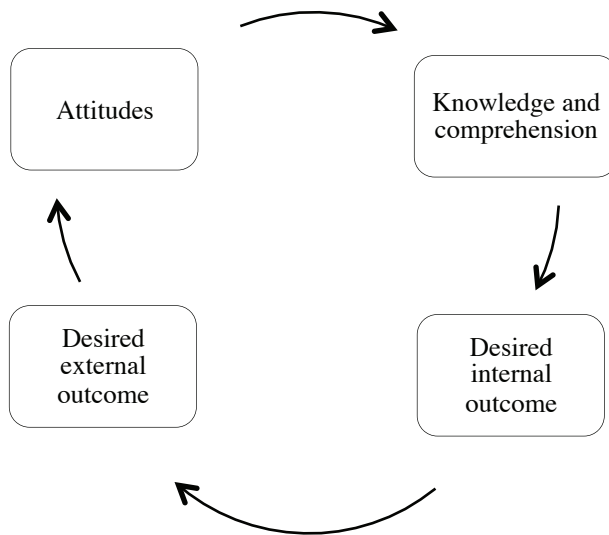 Attitudes
Knowledge and
comprehension
Desired
external
outcome
Desired
internal
outcome